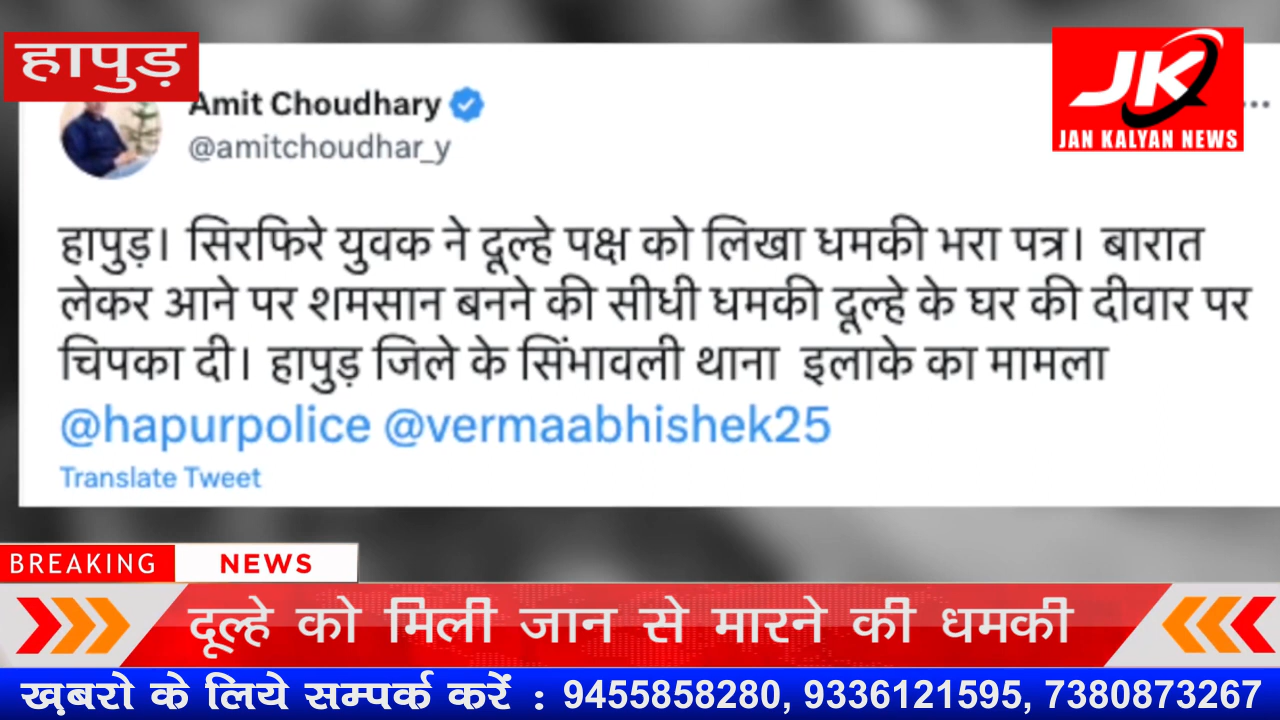 हापुड़
JK
JAN KALYAN NEWS
Amit Choudhary
@amitchoudhar_y
हापुड़। सिरफिरे युवक ने दूल्हे पक्ष को लिखा धमकी भरा पत्र। बारात
लेकर आने पर शमसान बनने की सीधी धमकी दूल्हे के घर की दीवार पर
चिपका दी। हापुड़ जिले के सिंभावली थाना इलाके का मामला
@hapurpolice @vermaabhishek25
Translate Tweet
BREAKING NEWS
दूल्हे को मिली जान से मारने की धमकी
ख़बरो के लिये सम्पर्क करें : 9455858280, 9336121595, 7380873267